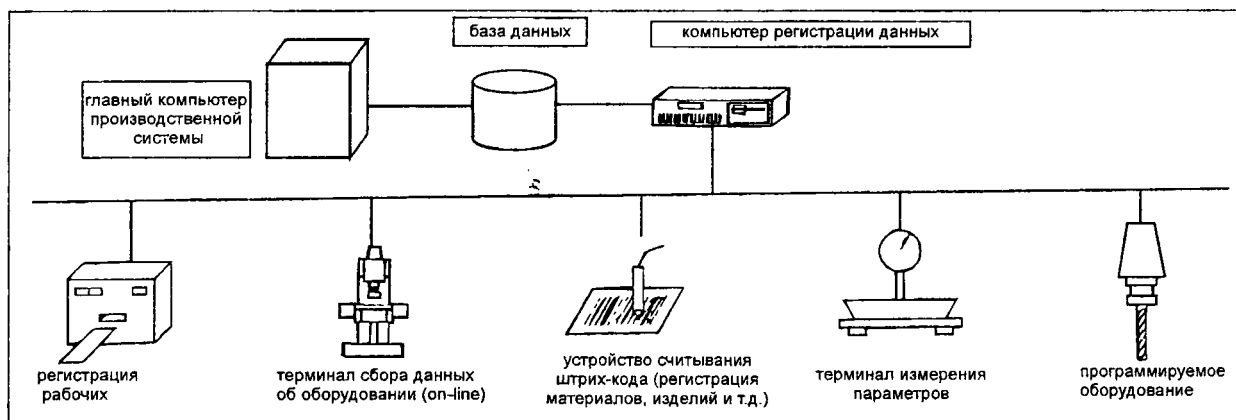 база данных
компьютер регистрации данных
главный компьютер
производственной
системы
регистрация
рабочих
терминал сбора данных
об оборудовании (on-line)
устройство считывания
штрих-кода (регистрация
материалов, изделий и т.д.)
терминал измерения
параметров
программируемое
оборудование